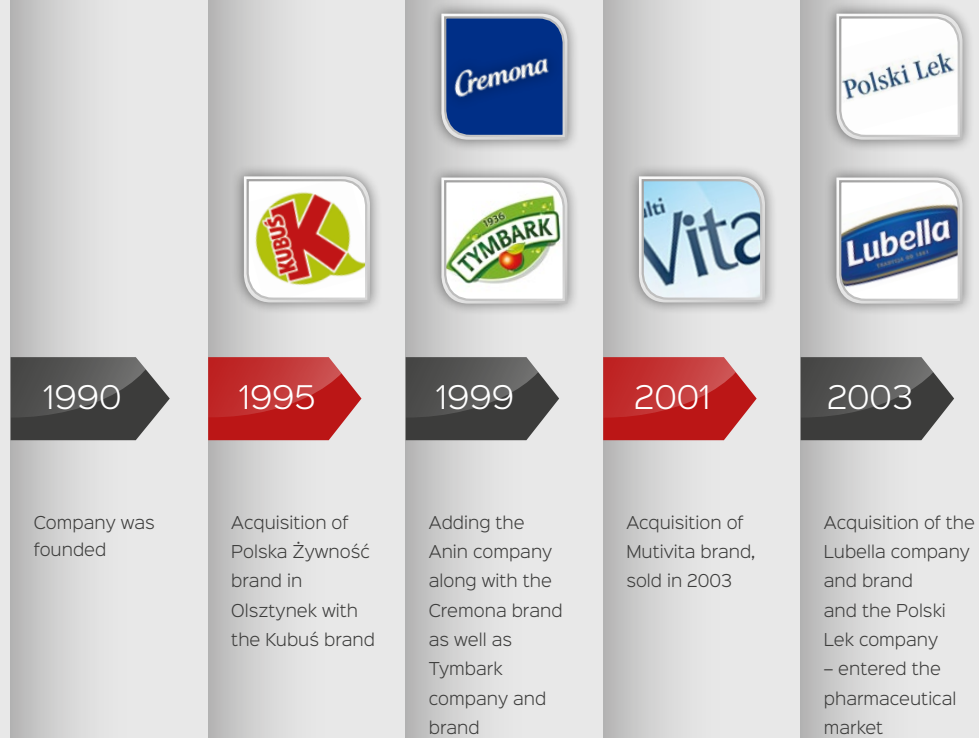 Cremona
Polski Lek
KUBUŚ
K
1936
TYMBARK
ulti
Vita
Lubella
1990
1995
1999
2001
2003
Company was
founded
Acquisition of
Polska Żywność
brand in
Olsztynek with
the Kubuś brand
Adding the
Anin company
along with the
Cremona brand
as well as
Tymbark
company and
brand
Acquisition of
Mutivita brand,
sold in 2003
Acquisition of the
Lubella company
and brand
and the Polski
Lek company
– entered the
pharmaceutical
market